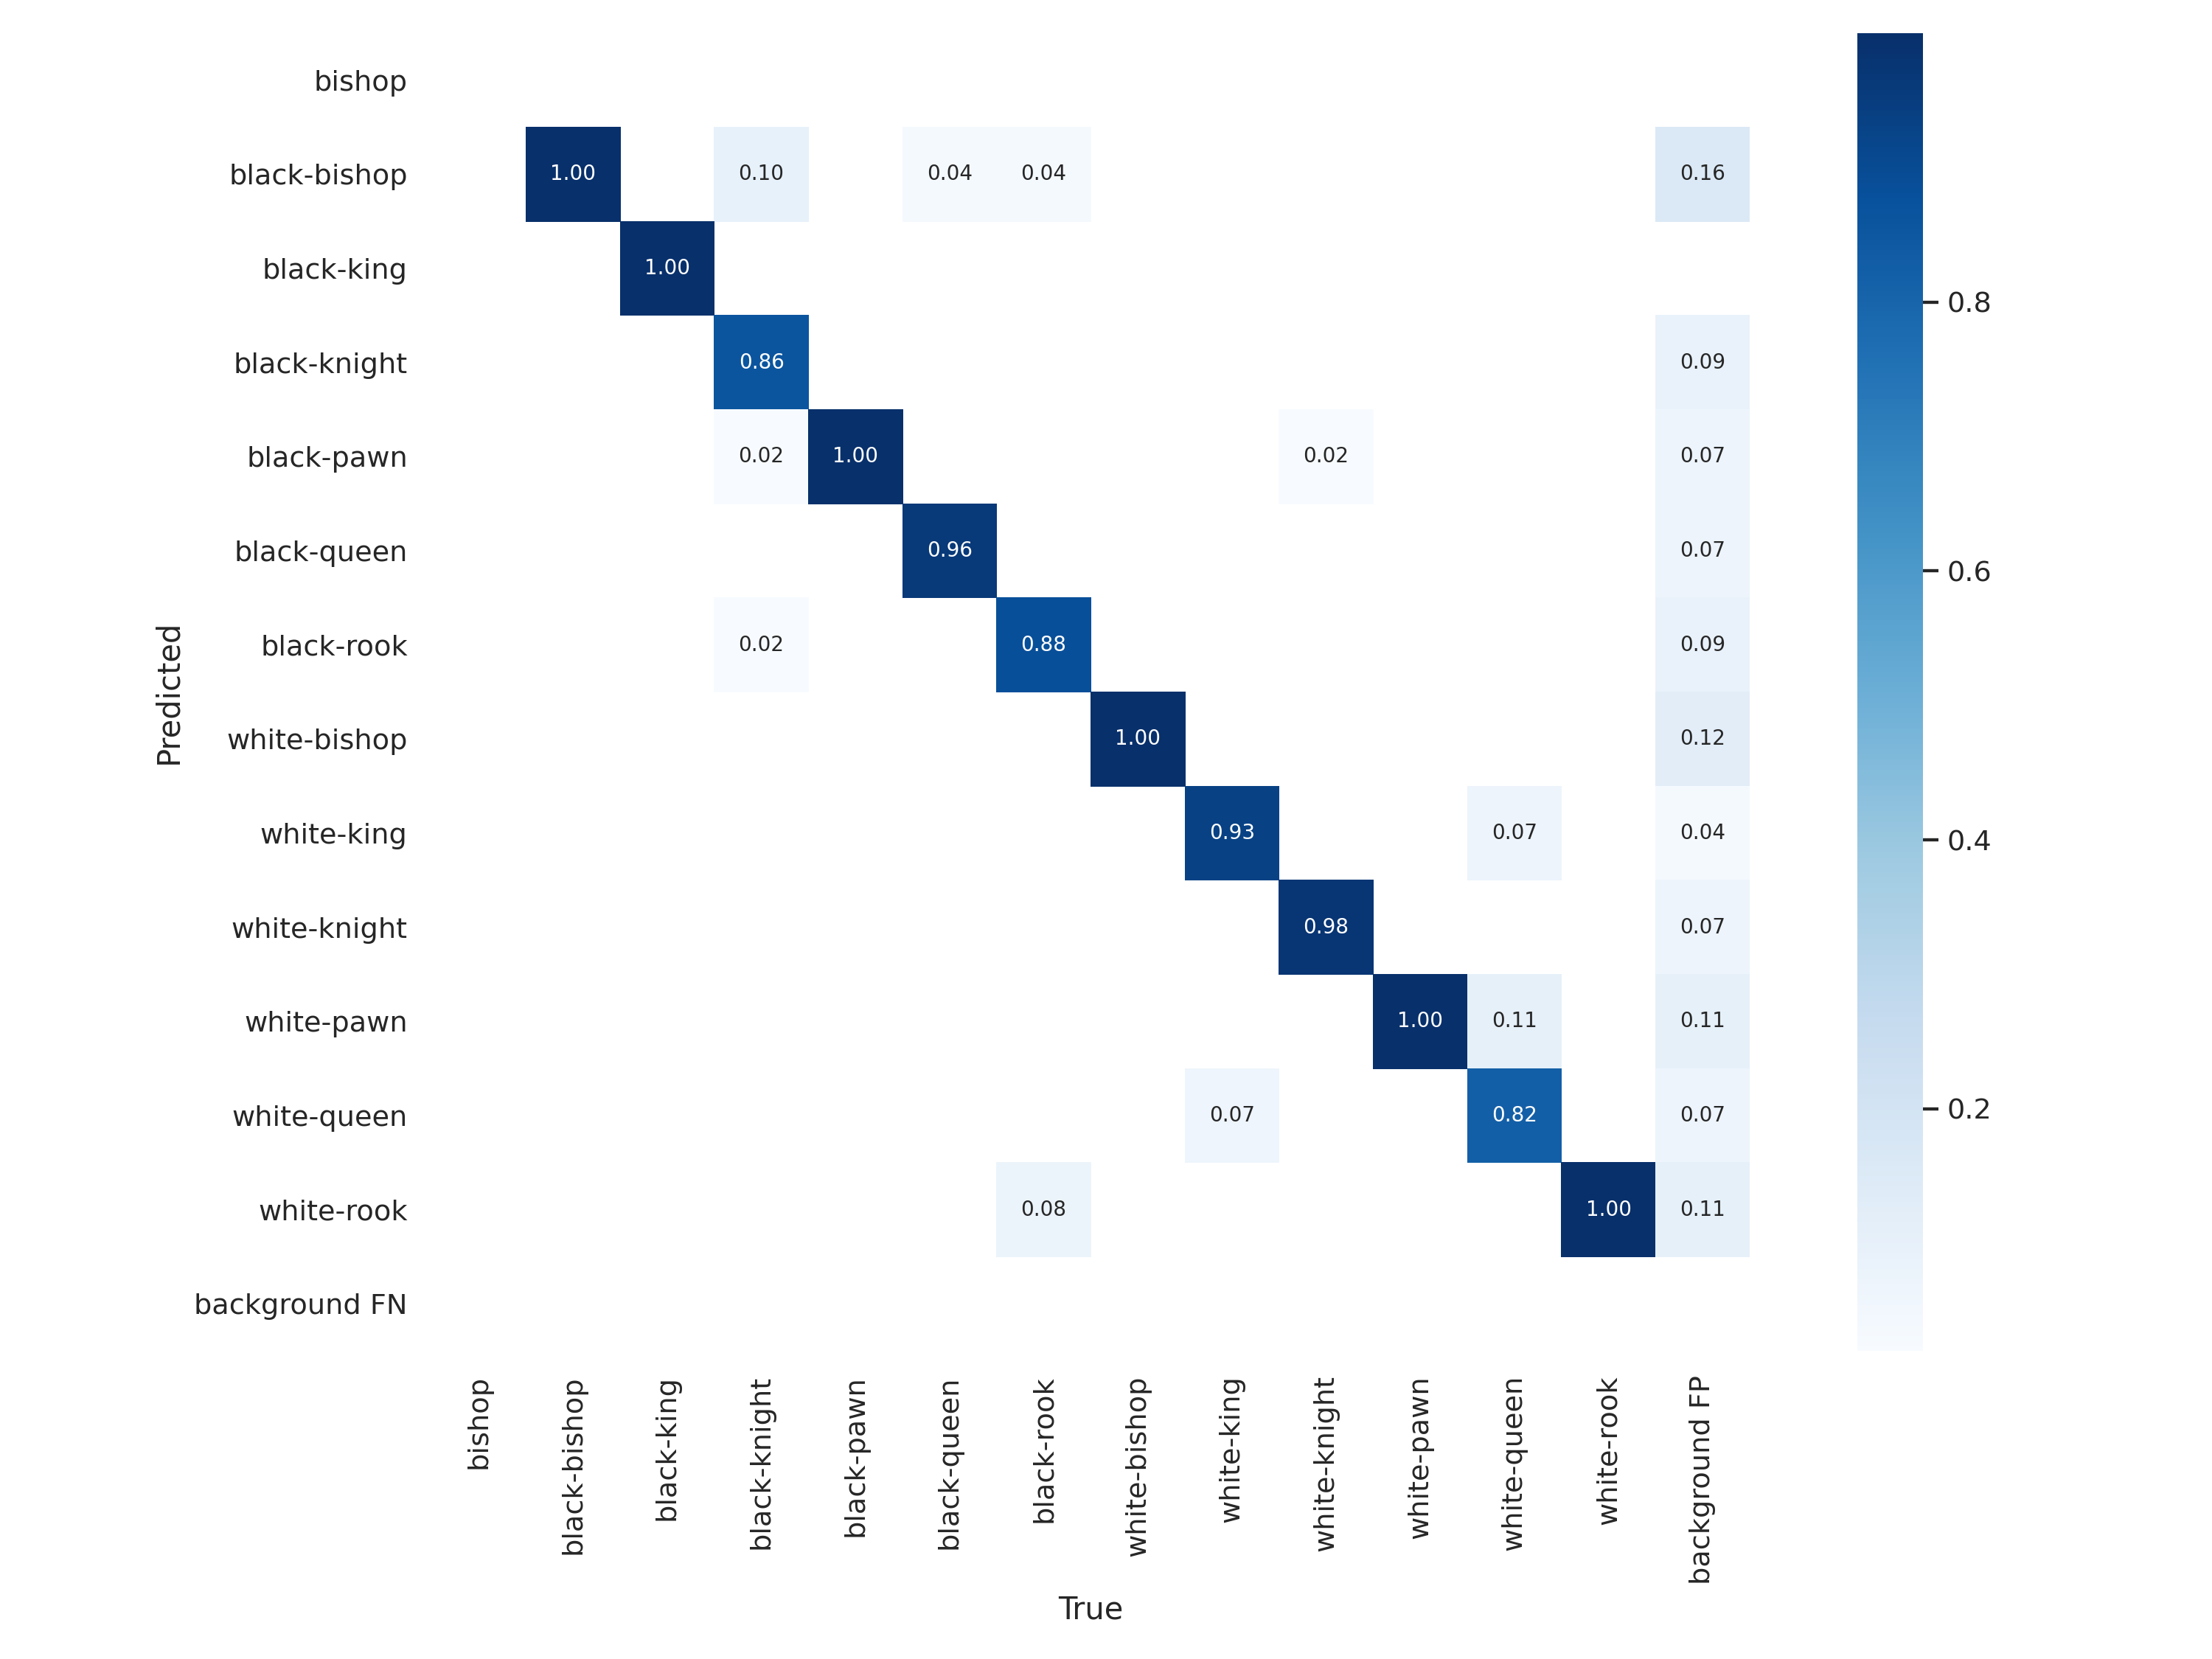 bishop
black-bishop 1.00 0.10 0.04 0.04 0.16
black-king 1.00
black-knight 0.86 0.09
black-pawn 0.02 1.00 0.02 0.07
black-queen 0.96 0.07
black-rook 0.02 0.88 0.09
white-bishop 1.00 0.12
white-king 0.93 0.07 0.04
white-knight 0.98 0.07
white-pawn 1.00 0.11 0.11
white-queen 0.07 0.82 0.07
white-rook 0.08 1.00 0.11
background FN
Predicted
bishop
black-bishop
black-king
black-knight
black-pawn
black-queen
black-rook
white-bishop
white-king
white-knight
white-pawn
white-queen
white-rook
background FP
True
0.8
0.6
0.4
0.2